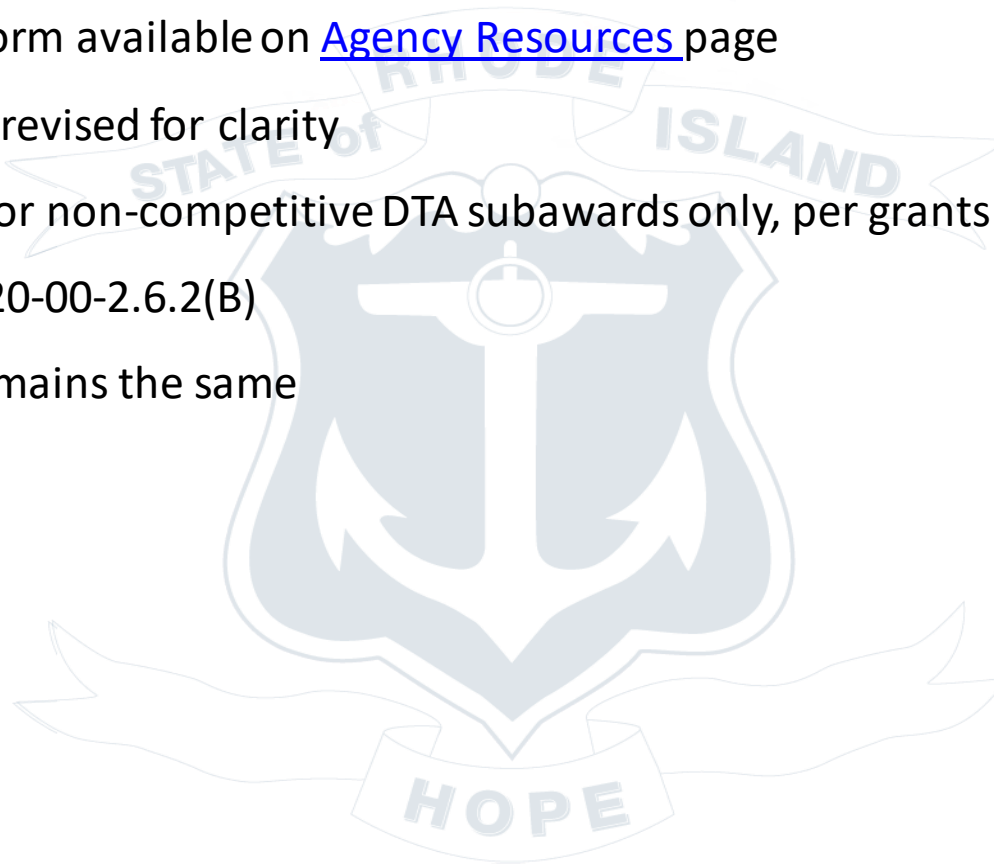 orm available on Agency Resources page
revised for clarity
or non-competitive DTA subawards only, per grants
20-00-2.6.2(B)
mains the same
STATE of RHODE ISLAND
HOPE